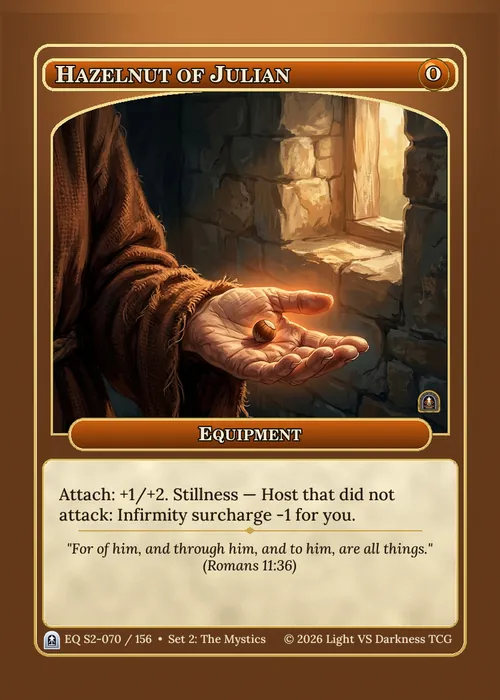 Hazelnut of Julian
0
Equipment
Attach: +1/+2. Stillness — Host that did not
attack: Infirmity surcharge -1 for you.
"For of him, and through him, and to him, are all things."
(Romans 11:36)
EQ S2-070 / 156 • Set 2: The Mystics © 2026 Light VS Darkness TCG